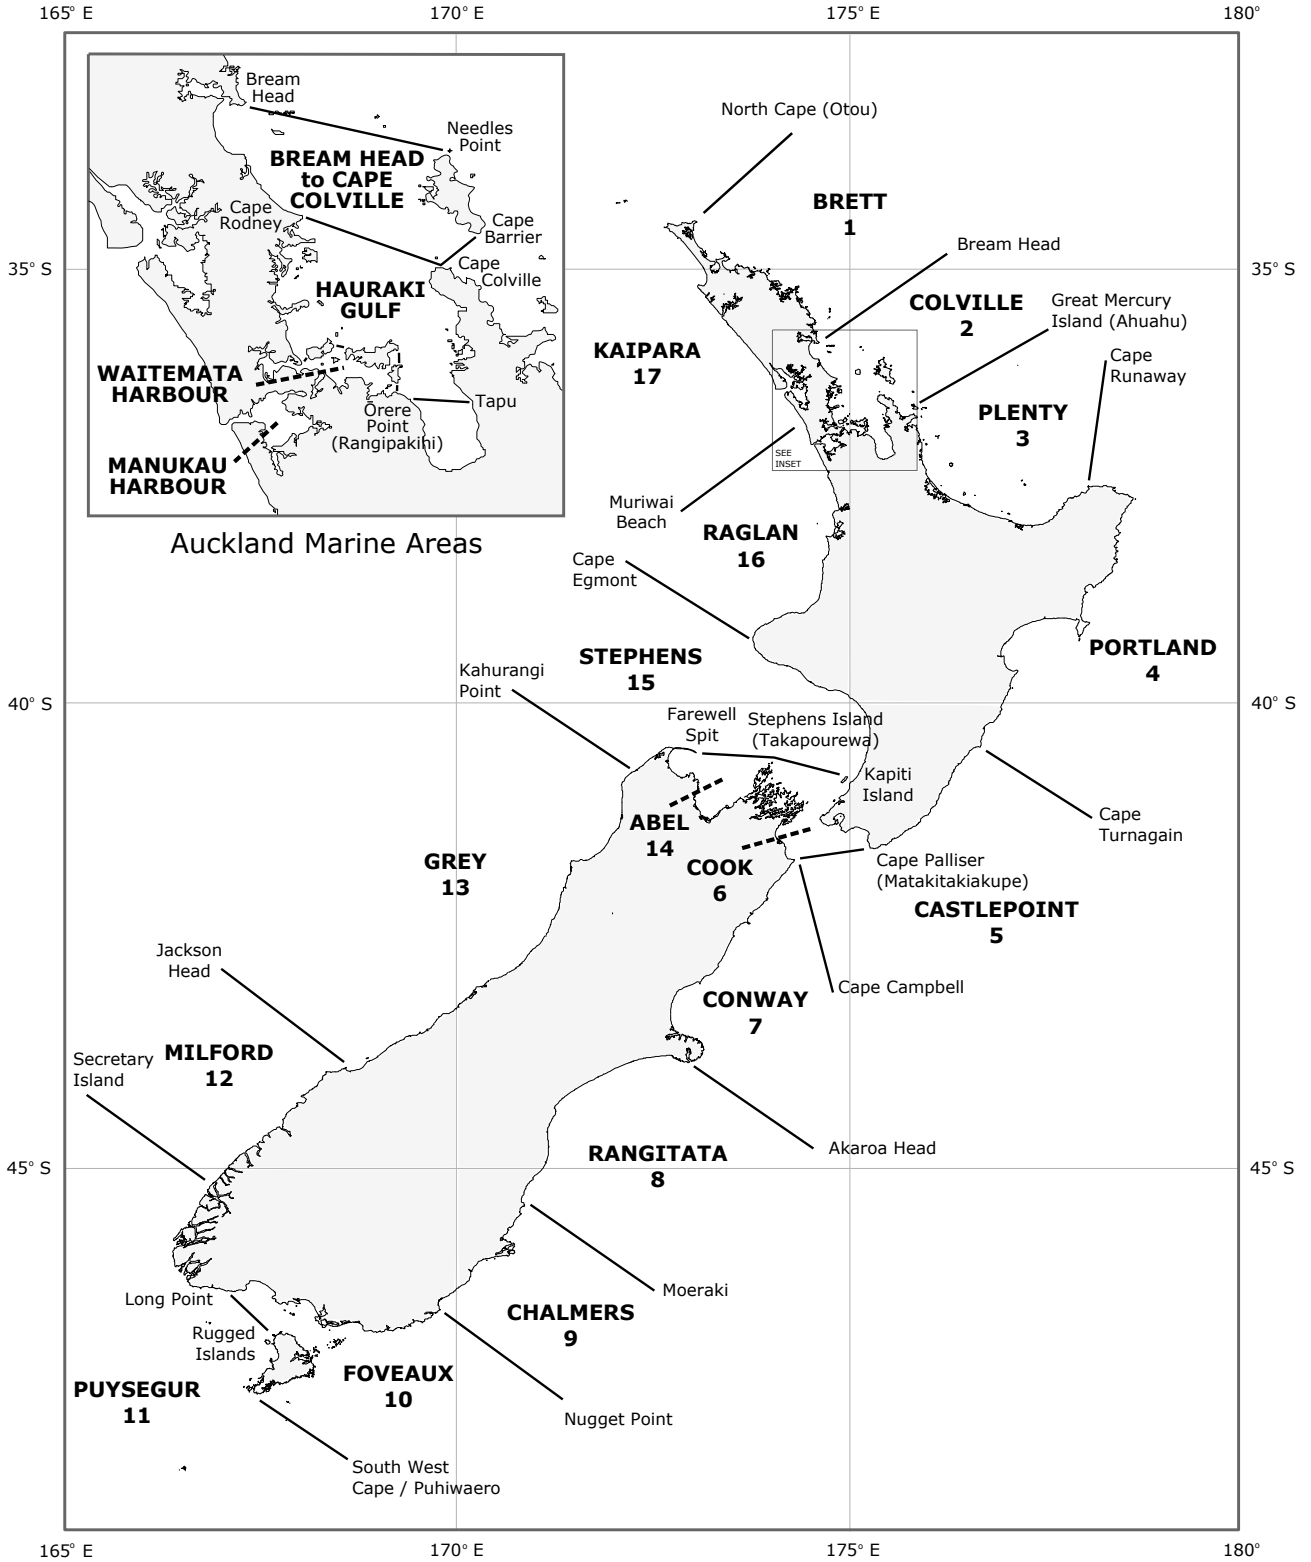 165° E
170° E
175° E
180°
Bream
Head
Needles
Point
BREAM HEAD
to CAPE
COLVILLE
Cape
Rodney
Cape
Barrier
Cape
Colville
HAURAKI
GULF
WAITEMATA
HARBOUR
Ōrere
Point
(Rangipakihi)
Tapu
MANUKAU
HARBOUR
Auckland Marine Areas
North Cape (Otou)
BRETT
1
Bream Head
35° S
35° S
COLVILLE
2
Great Mercury
Island (Ahuahu)
KAIPARA
17
Cape
Runaway
PLENTY
3
SEE
INSET
Muriwai
Beach
RAGLAN
16
Cape
Egmont
STEPHENS
15
PORTLAND
4
Kahurangi
Point
40° S
40° S
Farewell
Spit
Stephens Island
(Takapourewa)
Kapiti
Island
Cape
Turnagain
ABEL
14
COOK
6
GREY
13
Cape Palliser
(Matakitakiakupe)
CASTLEPOINT
5
Jackson
Head
Cape Campbell
CONWAY
7
Secretary
Island
MILFORD
12
Akaroa Head
RANGITATA
8
45° S
45° S
Moeraki
Long Point
CHALMERS
9
Rugged
Islands
FOVEAUX
10
PUYSEGUR
11
Nugget Point
South West
Cape / Puhiwaero
165° E
170° E
175° E
180°